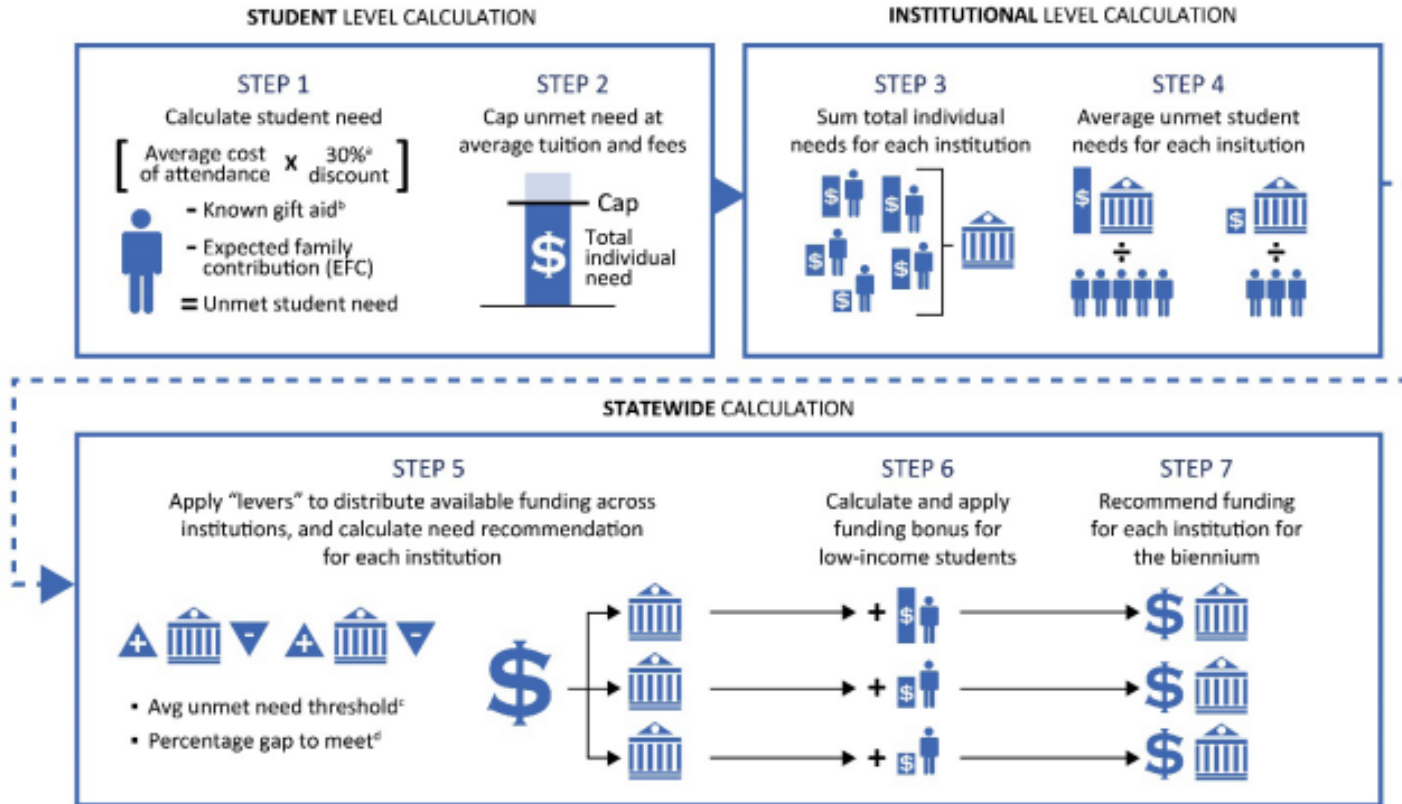 STUDENT LEVEL CALCULATION
STEP 1
Calculate student need
[ Average cost of attendance X 30%ᵃ discount ]
– Known gift aidᵇ
– Expected family
contribution (EFC)
= Unmet student need
STEP 2
Cap unmet need at
average tuition and fees
Cap
$
Total
individual
need
INSTITUTIONAL LEVEL CALCULATION
STEP 3
Sum total individual
needs for each instition
$ $
$ $
$
STEP 4
Average unmet student
needs for each insitution
$ $
÷ ÷
STATEWIDE CALCULATION
STEP 5
Apply “levers” to distribute available funding across
institutions, and calculate need recommendation
for each institution
+ - + -
$
▪ Avg unmet need thresholdᶜ
▪ Percentage gap to meetᵈ
STEP 6
Calculate and apply
funding bonus for
low-income students
+ $
+ $
+ $
STEP 7
Recommend funding
for each institution for
the biennium
$
$
$